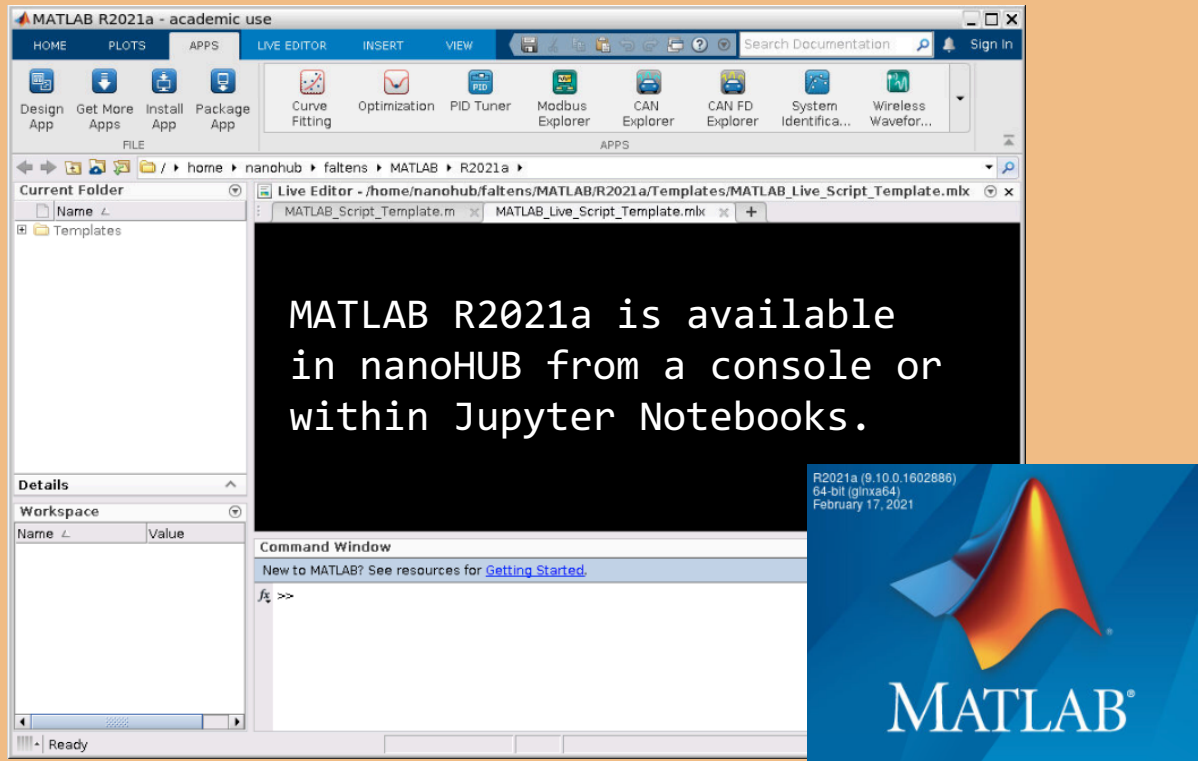 MATLAB R2021a - academic use
HOME PLOTS APPS LIVE EDITOR INSERT VIEW Search Documentation Sign In
Design App
Get More Apps
Install App
Package App
Curve Fitting
Optimization
PID Tuner
Modbus Explorer
CAN Explorer
CAN FD Explorer
System Identifica...
Wireless Wavefor...
FILE APPS
/ home nanohub faltens MATLAB R2021a
Current Folder
Name
Templates
Live Editor - /home/nanohub/faltens/MATLAB/R2021a/Templates/MATLAB_Live_Script_Template.mlx
MATLAB_Script_Template.m MATLAB_Live_Script_Template.mlx +
MATLAB R2021a is available
in nanoHUB from a console or
within Jupyter Notebooks.
Details
Workspace
Name Value
Command Window
New to MATLAB? See resources for Getting Started.
fx >>
Ready
R2021a (9.10.0.1602886)
64-bit (glnxa64)
February 17, 2021
MATLAB®